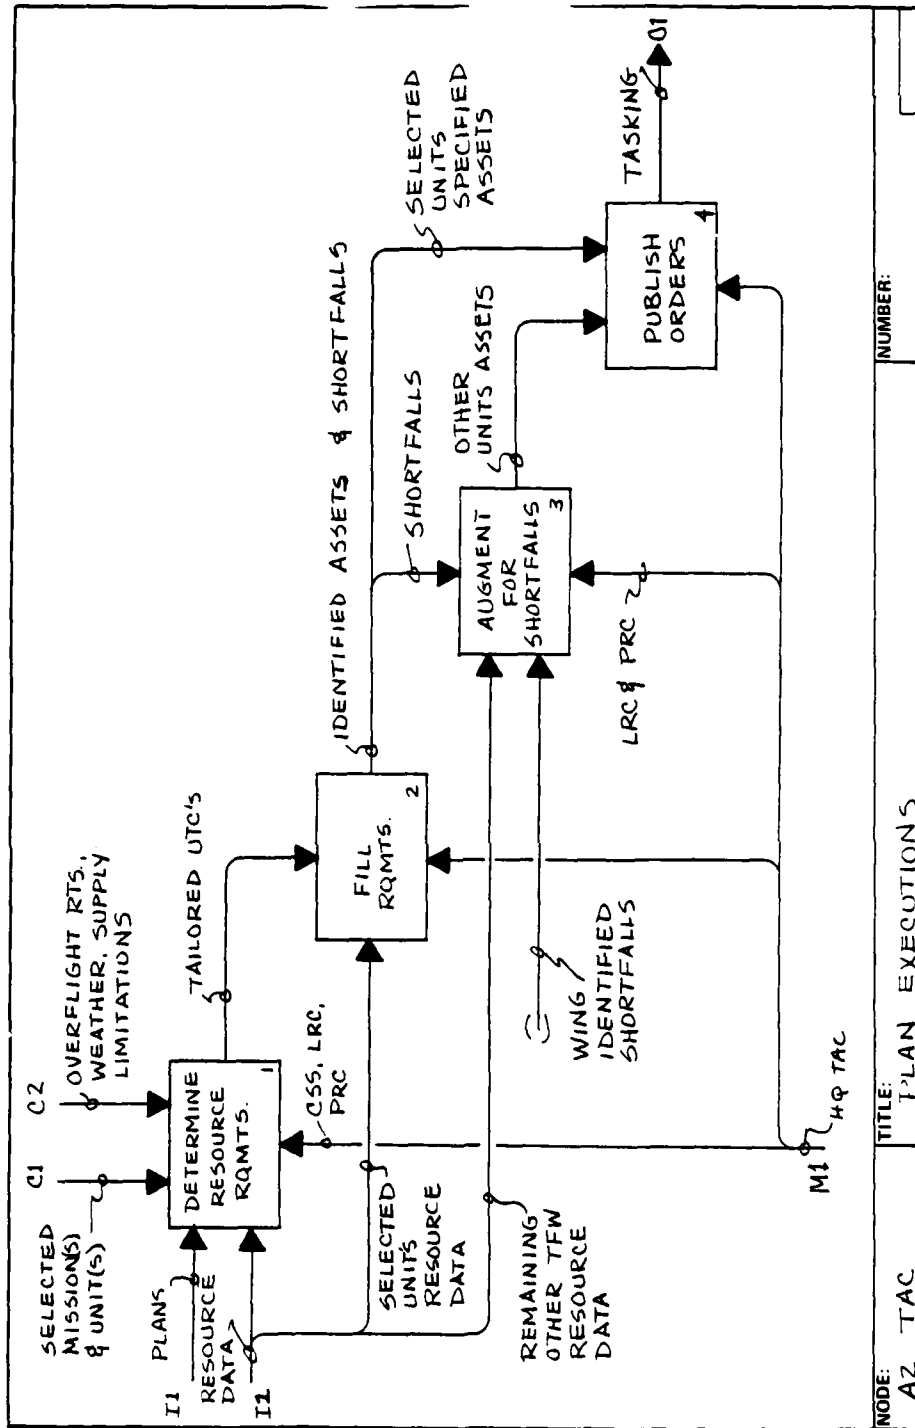 C1
C2
SELECTED
MISSION(S)
& UNIT(S)
OVERFLIGHT RTS.
WEATHER, SUPPLY
LIMITATIONS
I1
PLANS
RESOURCE
DATA
I2
DETERMINE
RESOURCE
RQMTS.
1
TAILORED UTC'S
CSS, LRC,
PRC
FILL
RQMTS.
2
IDENTIFIED ASSETS & SHORTFALLS
SELECTED
UNIT'S
RESOURCE
DATA
SHORTFALLS
SELECTED
UNITS
SPECIFIED
ASSETS
REMAINING
OTHER TFW
RESOURCE
DATA
WING
IDENTIFIED
SHORTFALLS
AUGMENT
FOR
SHORTFALLS
3
OTHER
UNITS ASSETS
LRC & PRC
PUBLISH
ORDERS
4
TASKING
O1
M1
HQ TAC
NODE:
A2 TAC
TITLE:
PLAN EXECUTIONS
NUMBER: